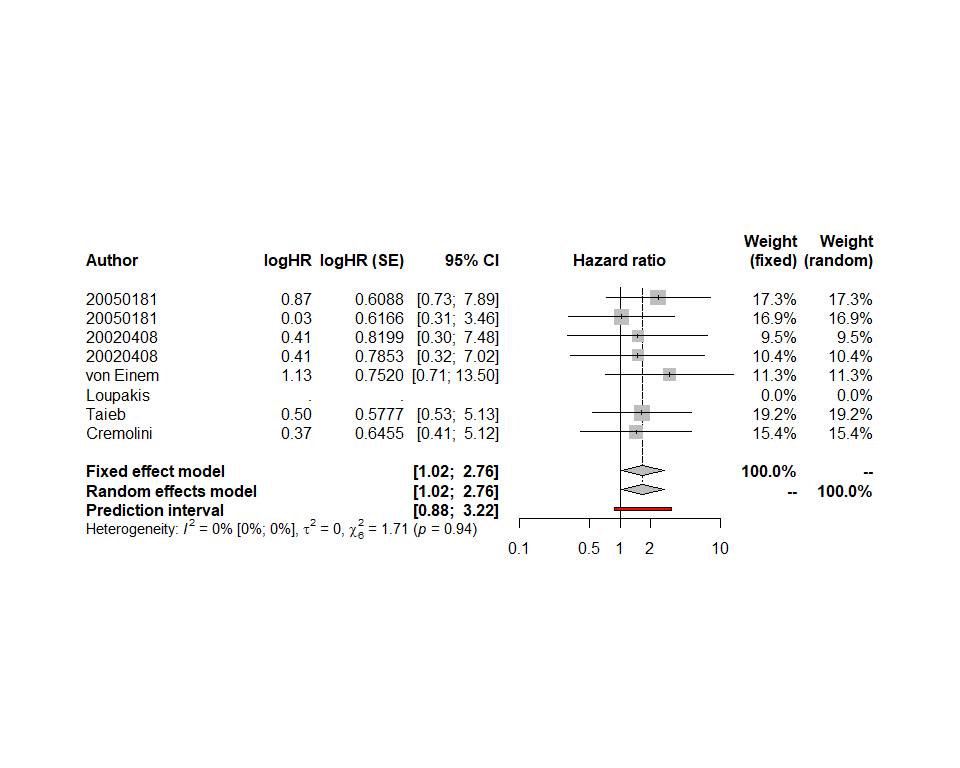 Weight Weight
Author logHR logHR (SE) 95% CI Hazard ratio (fixed) (random)
20050181 0.87 0.6088 [0.73; 7.89] 17.3% 17.3%
20050181 0.03 0.6166 [0.31; 3.46] 16.9% 16.9%
20020408 0.41 0.8199 [0.30; 7.48] 9.5% 9.5%
20020408 0.41 0.7853 [0.32; 7.02] 10.4% 10.4%
von Einem 1.13 0.7520 [0.71; 13.50] 11.3% 11.3%
Loupakis . . 0.0% 0.0%
Taieb 0.50 0.5777 [0.53; 5.13] 19.2% 19.2%
Cremolini 0.37 0.6455 [0.41; 5.12] 15.4% 15.4%
Fixed effect model [1.02; 2.76] 100.0% --
Random effects model [1.02; 2.76] -- 100.0%
Prediction interval [0.88; 3.22]
Heterogeneity: I² = 0% [0%; 0%], τ² = 0, χ²₆ = 1.71 (p = 0.94)
0.1 0.5 1 2 10